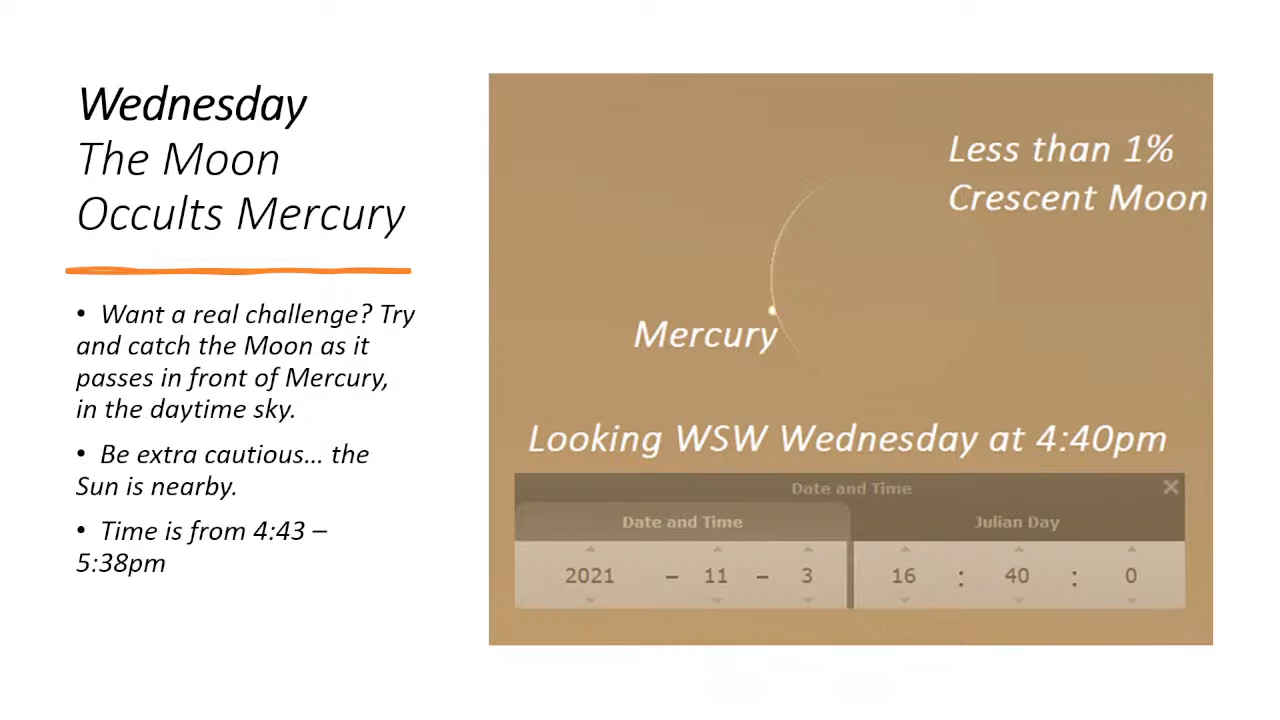 Wednesday
The Moon
Occults Mercury
• Want a real challenge? Try
and catch the Moon as it
passes in front of Mercury,
in the daytime sky.
• Be extra cautious... the
Sun is nearby.
• Time is from 4:43 –
5:38pm
Less than 1%
Crescent Moon
Mercury
Looking WSW Wednesday at 4:40pm
Date and Time ×
Date and Time Julian Day
2021 – 11 – 3 16 : 40 : 0